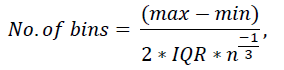 No. of bins = (max − min) / (2 * IQR * n^(−1/3)),